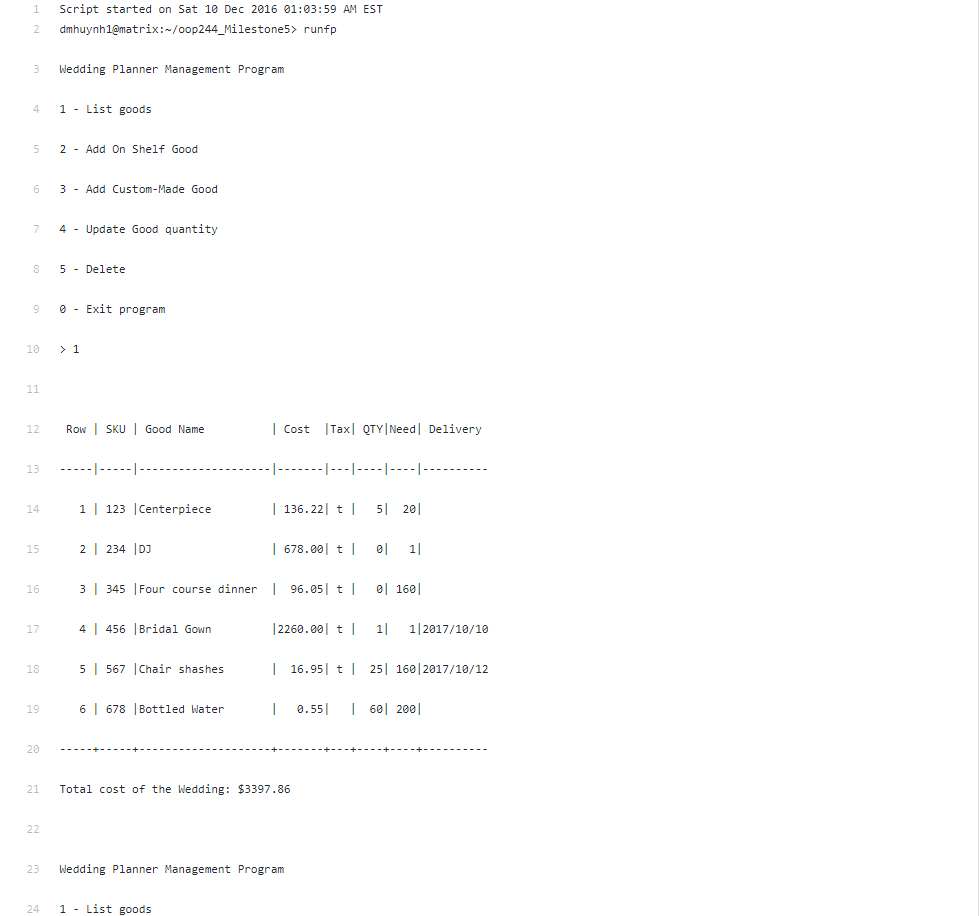 1 Script started on Sat 10 Dec 2016 01:03:59 AM EST
2 dmhuynh1@matrix:~/oop244_Milestone5> runfp
3 Wedding Planner Management Program
4 1 - List goods
5 2 - Add On Shelf Good
6 3 - Add Custom-Made Good
7 4 - Update Good quantity
8 5 - Delete
9 0 - Exit program
10 > 1
11
12  Row | SKU | Good Name          | Cost  |Tax| QTY|Need| Delivery
13 -----|-----|--------------------|-------|---|----|----|----------
14    1 | 123 |Centerpiece         | 136.22| t |   5|  20|
15    2 | 234 |DJ                  | 678.00| t |   0|   1|
16    3 | 345 |Four course dinner  |  96.05| t |   0| 160|
17    4 | 456 |Bridal Gown         |2260.00| t |   1|   1|2017/10/10
18    5 | 567 |Chair shashes       |  16.95| t |  25| 160|2017/10/12
19    6 | 678 |Bottled Water       |   0.55|   |  60| 200|
20 -----+-----+--------------------+-------+---+----+----+----------
21 Total cost of the Wedding: $3397.86
22
23 Wedding Planner Management Program
24 1 - List goods